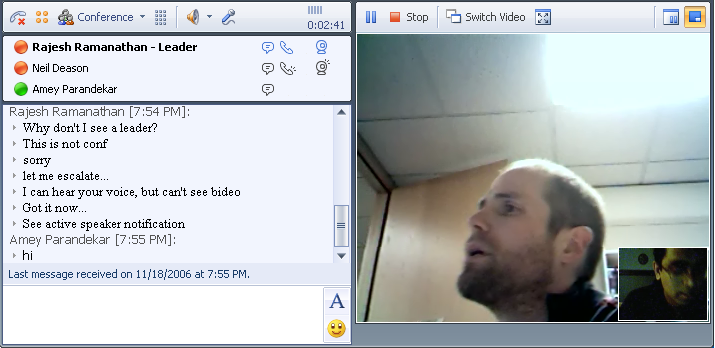 Conference
0:02:41
Stop
Switch Video
Rajesh Ramanathan - Leader
Neil Deason
Amey Parandekar
Rajesh Ramanathan [7:54 PM]:
Why don't I see a leader?
This is not conf
sorry
let me escalate...
I can hear your voice, but can't see bideo
Got it now...
See active speaker notification
Amey Parandekar [7:55 PM]:
hi
Last message received on 11/18/2006 at 7:55 PM.
A